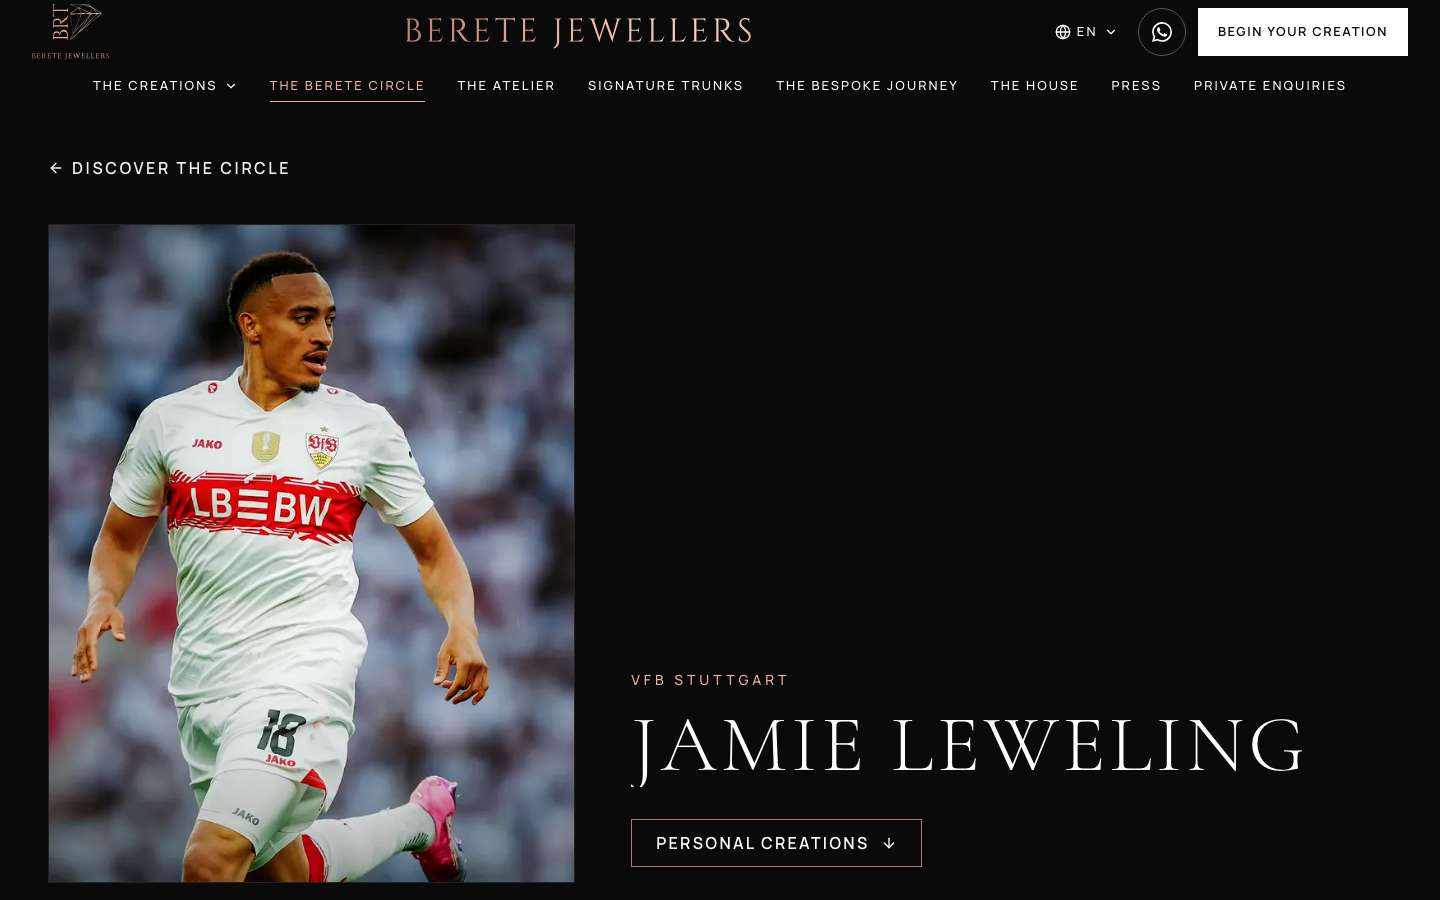 BRT
BERETE JEWELLERS
BERETE JEWELLERS
EN
BEGIN YOUR CREATION
THE CREATIONS
THE BERETE CIRCLE
THE ATELIER
SIGNATURE TRUNKS
THE BESPOKE JOURNEY
THE HOUSE
PRESS
PRIVATE ENQUIRIES
DISCOVER THE CIRCLE
JAKO
VfB
LBBW
18
JAKO
JAKO
VFB STUTTGART
JAMIE LEWELING
PERSONAL CREATIONS